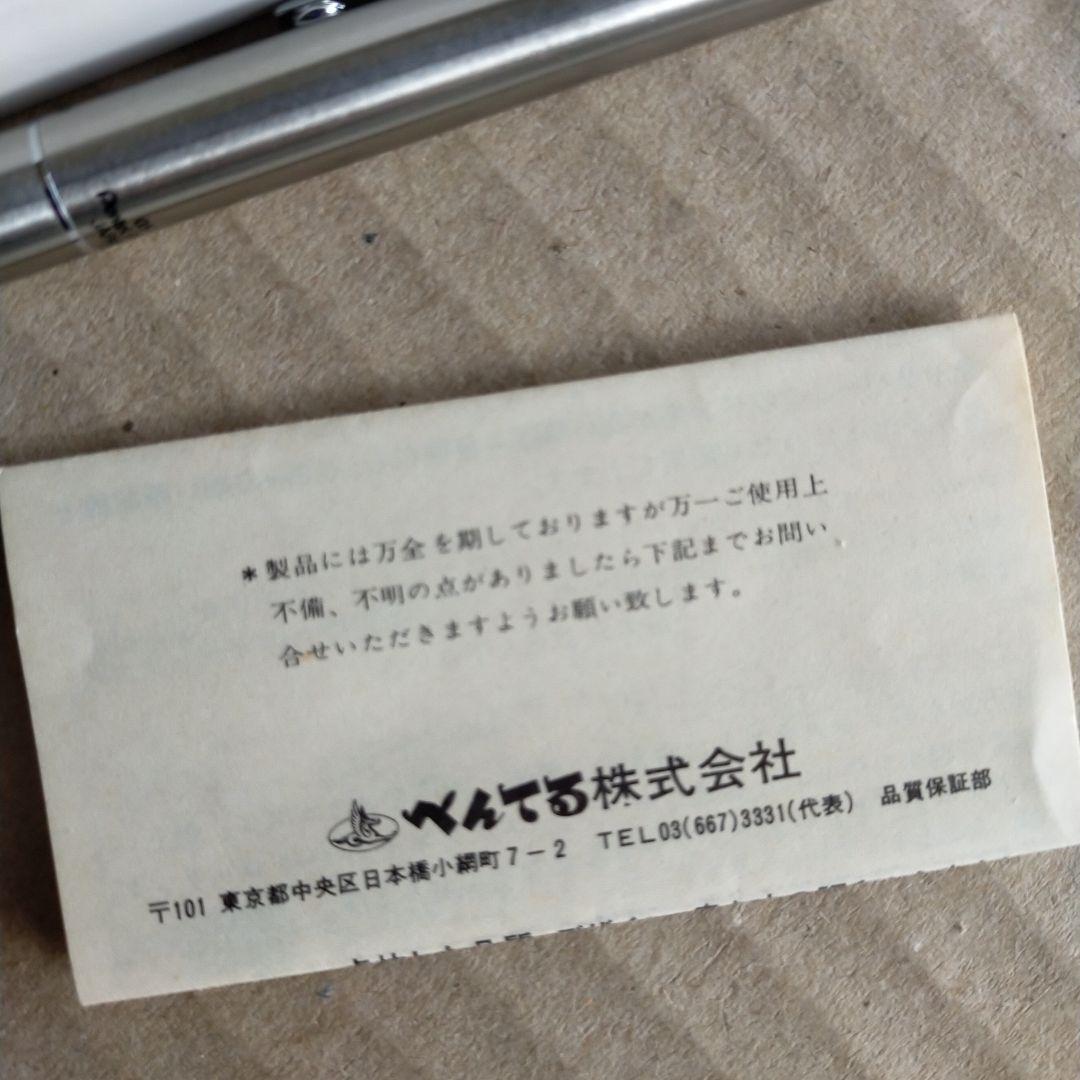 *製品には万全を期しておりますが万一ご使用上
不備、不明の点がありましたら下記までお問い
合せいただきますようお願い致します。
ぺんてる株式会社
〒101 東京都中央区日本橋小網町7-2 TEL03(667)3331(代表) 品質保証部